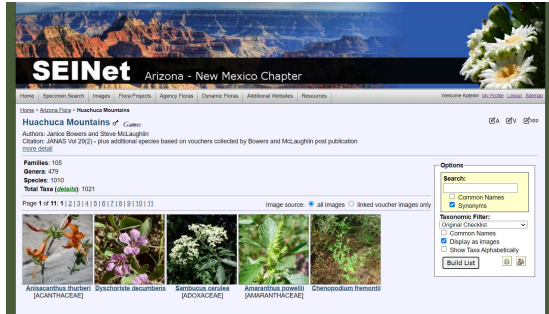 SEINet Arizona - New Mexico Chapter
Home Specimen Search Images Flora Projects Agency Floras Dynamic Floras Additional Websites Resources
Welcome KatelM! My Profile Logout Sitemap
Home > Arizona Flora > Huachuca Mountains
Huachuca Mountains Games
A V spp
Authors: Janice Bowers and Steve McLaughlin
Citation: JANAS Vol 29(2) - plus additional species based on vouchers collected by Bowers and McLaughlin post publication
more detail
Families: 105
Genera: 479
Species: 1010
Total Taxa (details): 1021
Page 1 of 11: 1 | 2 | 3 | 4 | 5 | 6 | 7 | 8 | 9 | 10 | 11
Image source: all images linked voucher images only
Anisacanthus thurberi
[ACANTHACEAE]
Dyschoriste decumbens
Sambucus cerulea
[ADOXACEAE]
Amaranthus powellii
[AMARANTHACEAE]
Chenopodium fremontii
Options
Search:
Common Names
Synonyms
Taxonomic Filter:
Original Checklist
Common Names
Display as images
Show Taxa Alphabetically
Build List